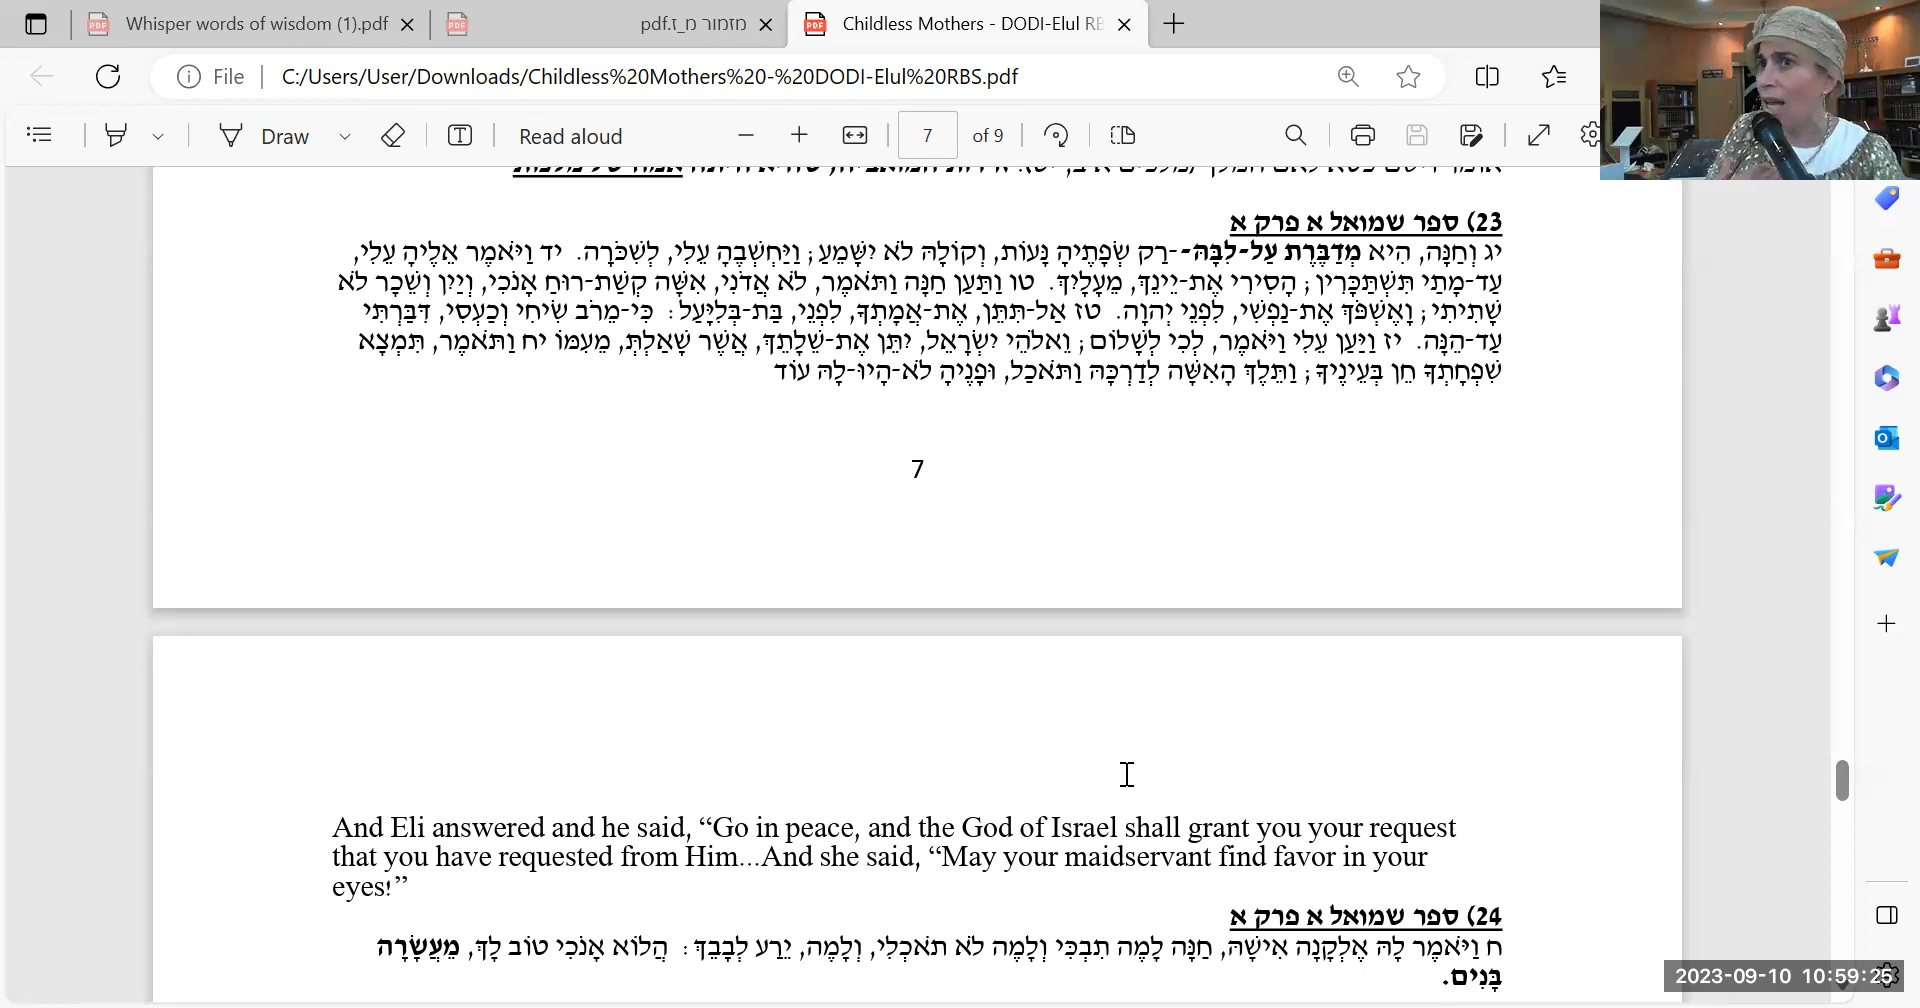 Whisper words of wisdom (1).pdf
מזמור מ_ז.pdf
Childless Mothers - DODI-Elul RB
File
C:/Users/User/Downloads/Childless%20Mothers%20-%20DODI-Elul%20RBS.pdf
Draw
Read aloud
7
of 9
23) ספר שמואל א פרק א
יג וְחַנָּה, הִיא מְדַבֶּרֶת עַל-לִבָּהּ--רַק שְׂפָתֶיהָ נָּעוֹת, וְקוֹלָהּ לֹא יִשָּׁמֵעַ; וַיַּחְשְׁבֶהָ עֵלִי, לְשִׁכֹּרָה. יד וַיֹּאמֶר אֵלֶיהָ עֵלִי,
עַד-מָתַי תִּשְׁתַּכָּרִין; הָסִירִי אֶת-יֵינֵךְ, מֵעָלָיִךְ. טו וַתַּעַן חַנָּה וַתֹּאמֶר, לֹא אֲדֹנִי, אִשָּׁה קְשַׁת-רוּחַ אָנֹכִי, וְיַיִן וְשֵׁכָר לֹא
שָׁתִיתִי; וָאֶשְׁפֹּךְ אֶת-נַפְשִׁי, לִפְנֵי יְהוָה. טז אַל-תִּתֵּן, אֶת-אֲמָתְךָ, לִפְנֵי, בַּת-בְּלִיָּעַל: כִּי-מֵרֹב שִׂיחִי וְכַעְסִי, דִּבַּרְתִּי
עַד-הֵנָּה. יז וַיַּעַן עֵלִי וַיֹּאמֶר, לְכִי לְשָׁלוֹם; וֵאלֹהֵי יִשְׂרָאֵל, יִתֵּן אֶת-שֵׁלָתֵךְ, אֲשֶׁר שָׁאַלְתְּ, מֵעִמּוֹ יח וַתֹּאמֶר, תִּמְצָא
שִׁפְחָתְךָ חֵן בְּעֵינֶיךָ; וַתֵּלֶךְ הָאִשָּׁה לְדַרְכָּהּ וַתֹּאכַל, וּפָנֶיהָ לֹא-הָיוּ-לָהּ עוֹד
7
And Eli answered and he said, “Go in peace, and the God of Israel shall grant you your request
that you have requested from Him...And she said, “May your maidservant find favor in your
eyes!”
24) ספר שמואל א פרק א
ח וַיֹּאמֶר לָהּ אֶלְקָנָה אִישָׁהּ, חַנָּה לָמֶה תִבְכִּי וְלָמֶה לֹא תֹאכְלִי, וְלָמֶה, יֵרַע לְבָבֵךְ: הֲלוֹא אָנֹכִי טוֹב לָךְ, מֵעֲשָׂרָה
בָּנִים.
2023-09-10 10:59:25